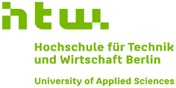 htw.
Hochschule für Technik
und Wirtschaft Berlin
University of Applied Sciences